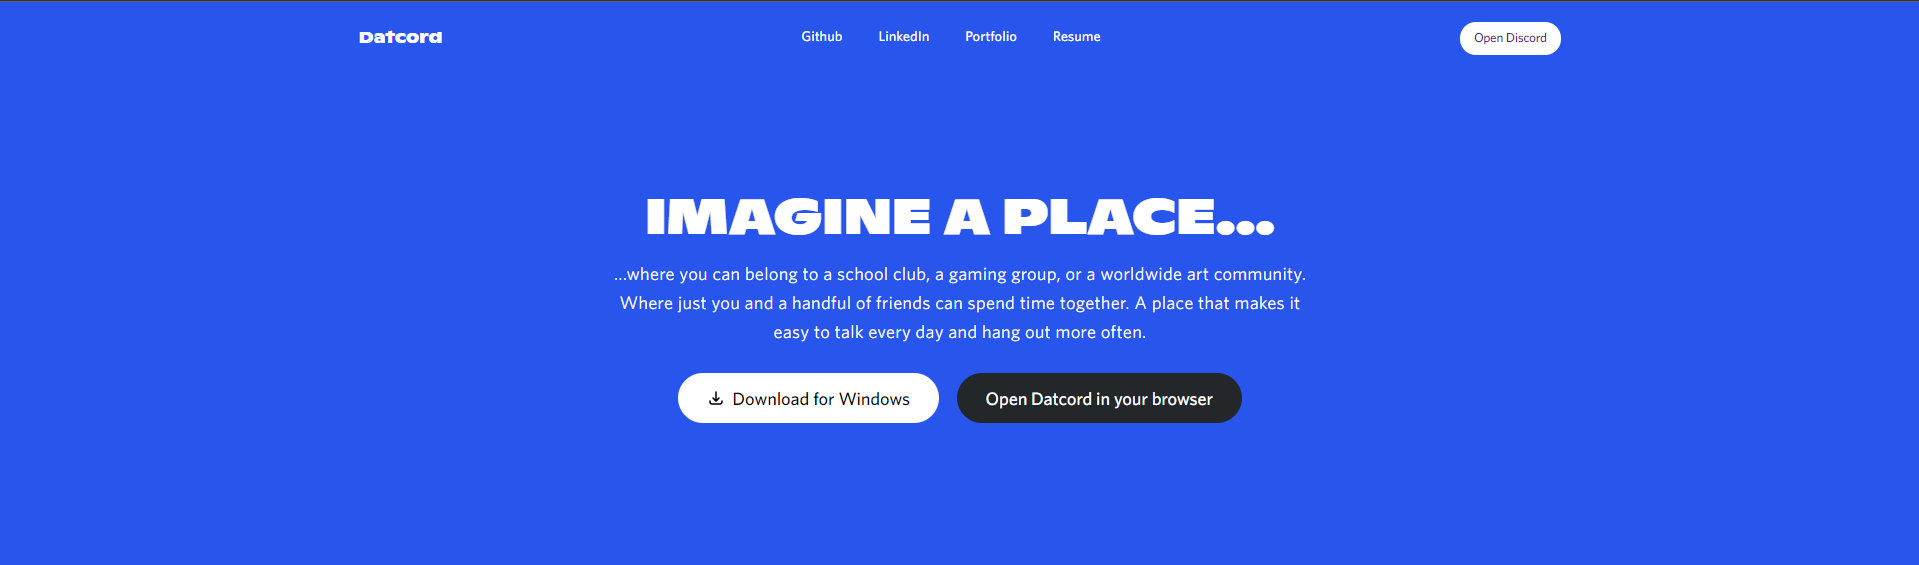 Datcord
Github
LinkedIn
Portfolio
Resume
Open Discord
IMAGINE A PLACE...
...where you can belong to a school club, a gaming group, or a worldwide art community.
Where just you and a handful of friends can spend time together. A place that makes it
easy to talk every day and hang out more often.
Download for Windows
Open Datcord in your browser